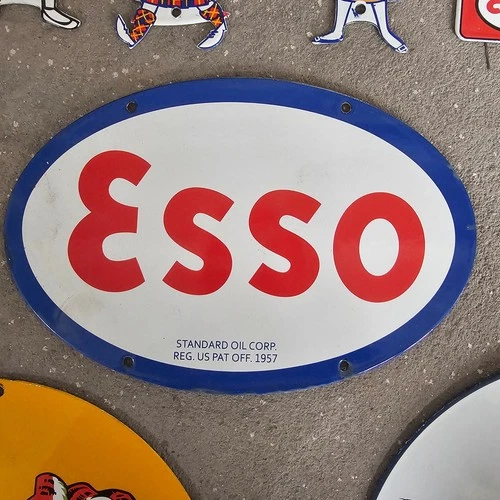 Esso
STANDARD OIL CORP.
REG. US PAT OFF. 1957